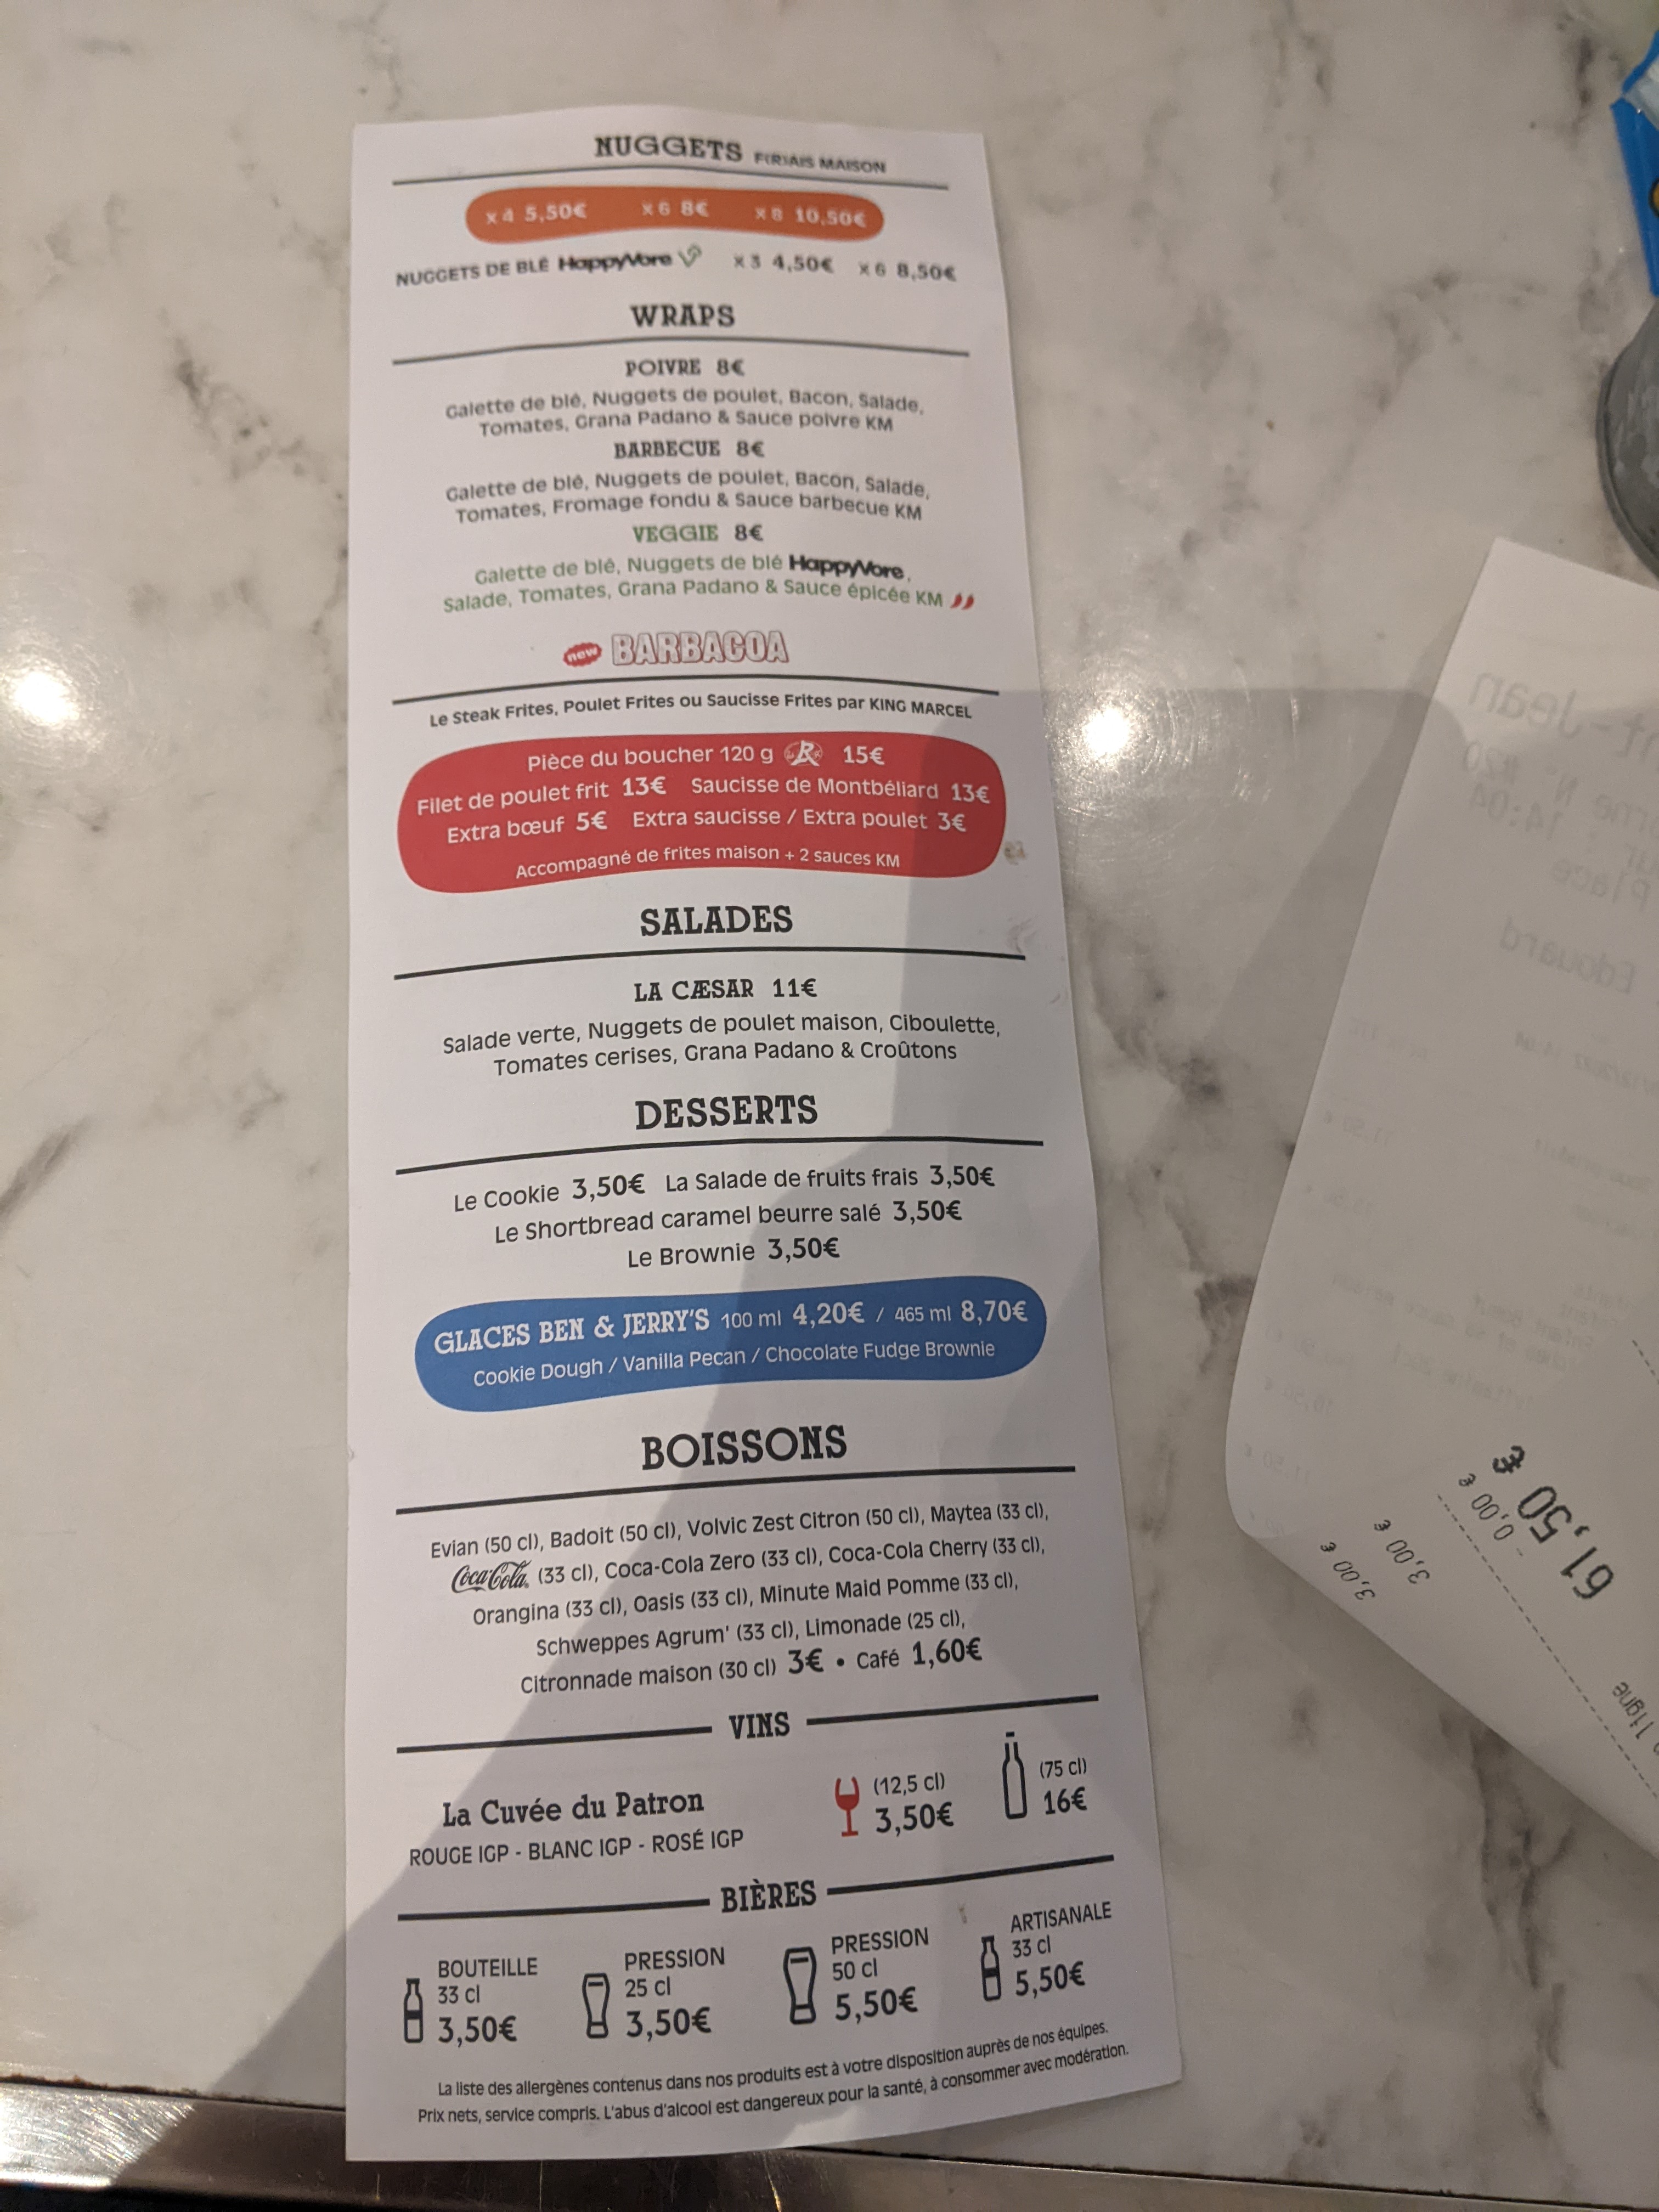 NUGGETS F(R)AIS MAISON
x4 5,50€ x6 8€ x8 10,50€
NUGGETS DE BLÉ HappyVore x3 4,50€ x6 8,50€
WRAPS
POIVRE 8€
Galette de blé, Nuggets de poulet, Bacon, Salade,
Tomates, Grana Padano & Sauce poivre KM
BARBECUE 8€
Galette de blé, Nuggets de poulet, Bacon, Salade,
Tomates, Fromage fondu & Sauce barbecue KM
VEGGIE 8€
Galette de blé, Nuggets de blé HappyVore,
Salade, Tomates, Grana Padano & Sauce épicée KM
new BARBACOA
Le Steak Frites, Poulet Frites ou Saucisse Frites par KING MARCEL
Pièce du boucher 120 g 15€
Filet de poulet frit 13€ Saucisse de Montbéliard 13€
Extra bœuf 5€ Extra saucisse / Extra poulet 3€
Accompagné de frites maison + 2 sauces KM
SALADES
LA CÆSAR 11€
Salade verte, Nuggets de poulet maison, Ciboulette,
Tomates cerises, Grana Padano & Croûtons
DESSERTS
Le Cookie 3,50€ La Salade de fruits frais 3,50€
Le Shortbread caramel beurre salé 3,50€
Le Brownie 3,50€
GLACES BEN & JERRY'S 100 ml 4,20€ / 465 ml 8,70€
Cookie Dough / Vanilla Pecan / Chocolate Fudge Brownie
BOISSONS
Evian (50 cl), Badoit (50 cl), Volvic Zest Citron (50 cl), Maytea (33 cl),
Coca-Cola (33 cl), Coca-Cola Zero (33 cl), Coca-Cola Cherry (33 cl),
Orangina (33 cl), Oasis (33 cl), Minute Maid Pomme (33 cl),
Schweppes Agrum' (33 cl), Limonade (25 cl),
Citronnade maison (30 cl) 3€ • Café 1,60€
VINS
La Cuvée du Patron
ROUGE IGP - BLANC IGP - ROSÉ IGP
(12,5 cl)
3,50€
(75 cl)
16€
BIÈRES
BOUTEILLE
33 cl
3,50€
PRESSION
25 cl
3,50€
PRESSION
50 cl
5,50€
ARTISANALE
33 cl
5,50€
La liste des allergènes contenus dans nos produits est à votre disposition auprès de nos équipes.
Prix nets, service compris. L'abus d'alcool est dangereux pour la santé, à consommer avec modération.
t-Jean
14:04
Place
Edouard
3,00 €
3,00 €
0,00 €
61,50 €
ligne